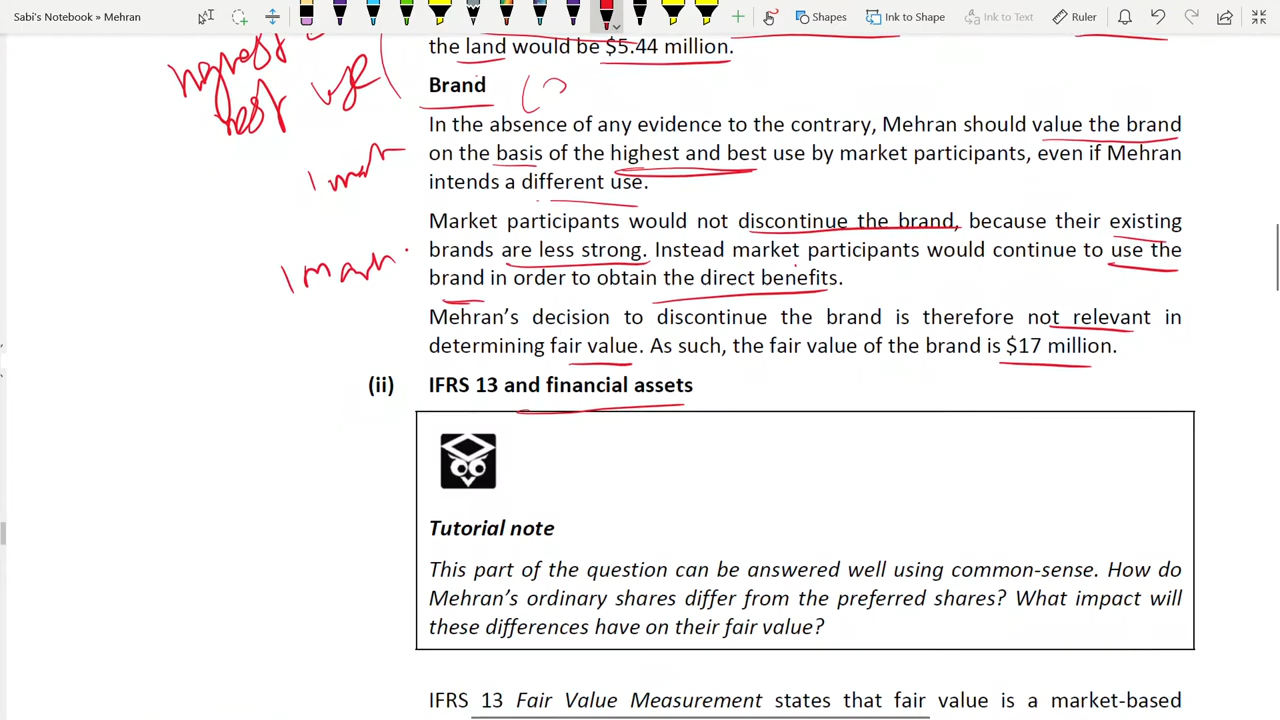 Sabi's Notebook » Mehran
Shapes
Ink to Shape
Ink to Text
Ruler
the land would be $5.44 million.
highest
best use
Brand
In the absence of any evidence to the contrary, Mehran should value the brand
on the basis of the highest and best use by market participants, even if Mehran
intends a different use.
1 mark
Market participants would not discontinue the brand, because their existing
brands are less strong. Instead market participants would continue to use the
brand in order to obtain the direct benefits.
1 mark
Mehran’s decision to discontinue the brand is therefore not relevant in
determining fair value. As such, the fair value of the brand is $17 million.
(ii) IFRS 13 and financial assets
Tutorial note
This part of the question can be answered well using common-sense. How do
Mehran’s ordinary shares differ from the preferred shares? What impact will
these differences have on their fair value?
IFRS 13 Fair Value Measurement states that fair value is a market-based